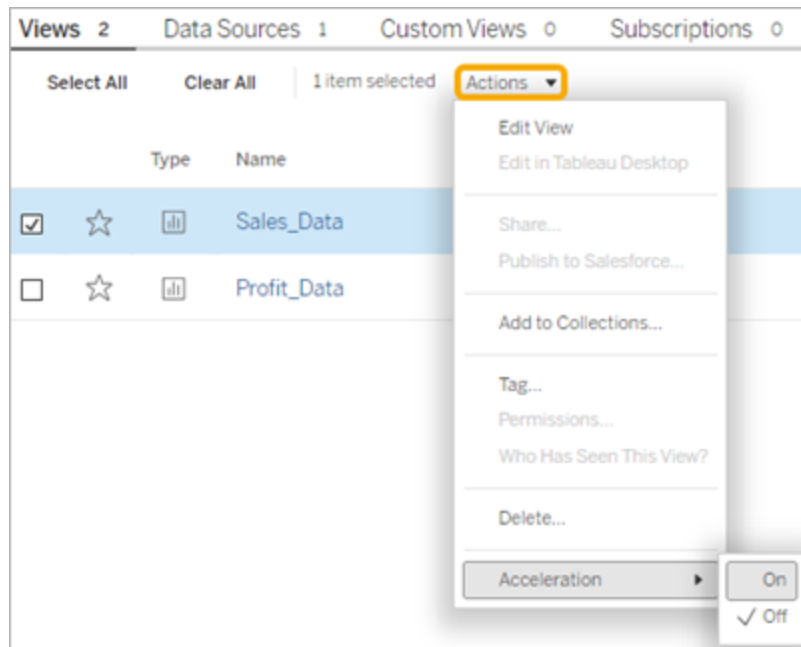 Views 2 Data Sources 1 Custom Views 0 Subscriptions 0
Select All Clear All 1 item selected Actions
Edit View
Type Name
Edit in Tableau Desktop
Sales_Data
Share...
Publish to Salesforce...
Profit_Data
Add to Collections...
Tag...
Permissions...
Who Has Seen This View?
Delete...
Acceleration On
Off